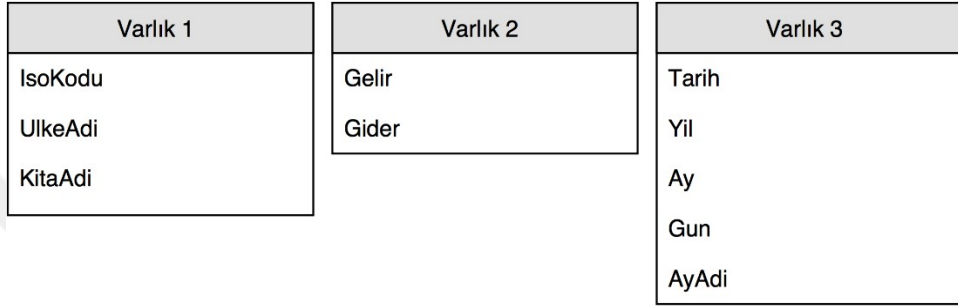 Varlık 1
IsoKodu
UlkeAdi
KitaAdi
Varlık 2
Gelir
Gider
Varlık 3
Tarih
Yil
Ay
Gun
AyAdi